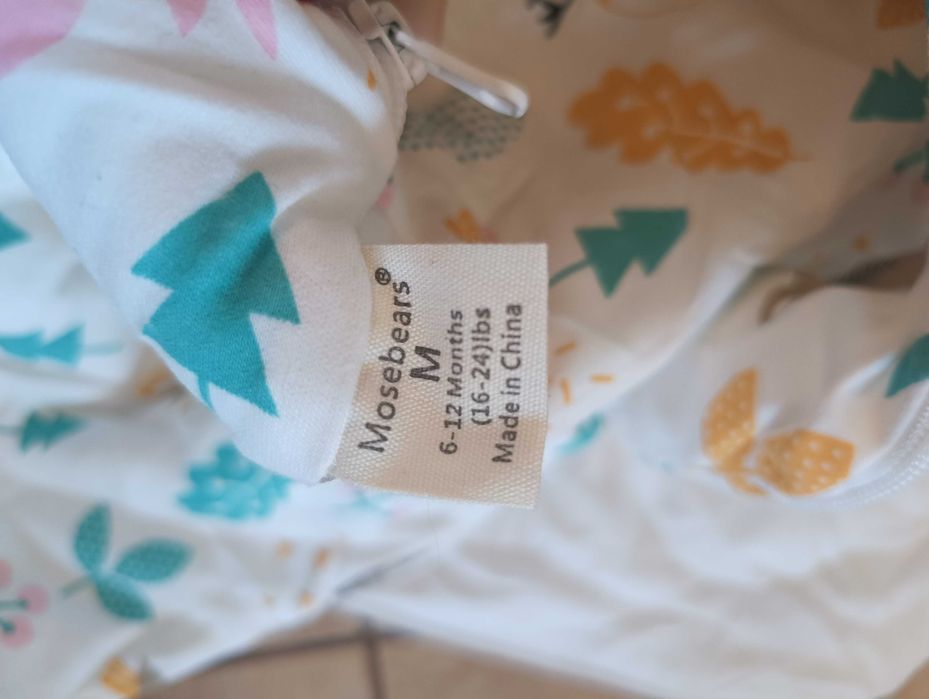 Mosebears®
M
6-12 Months
(16-24)lbs
Made in China